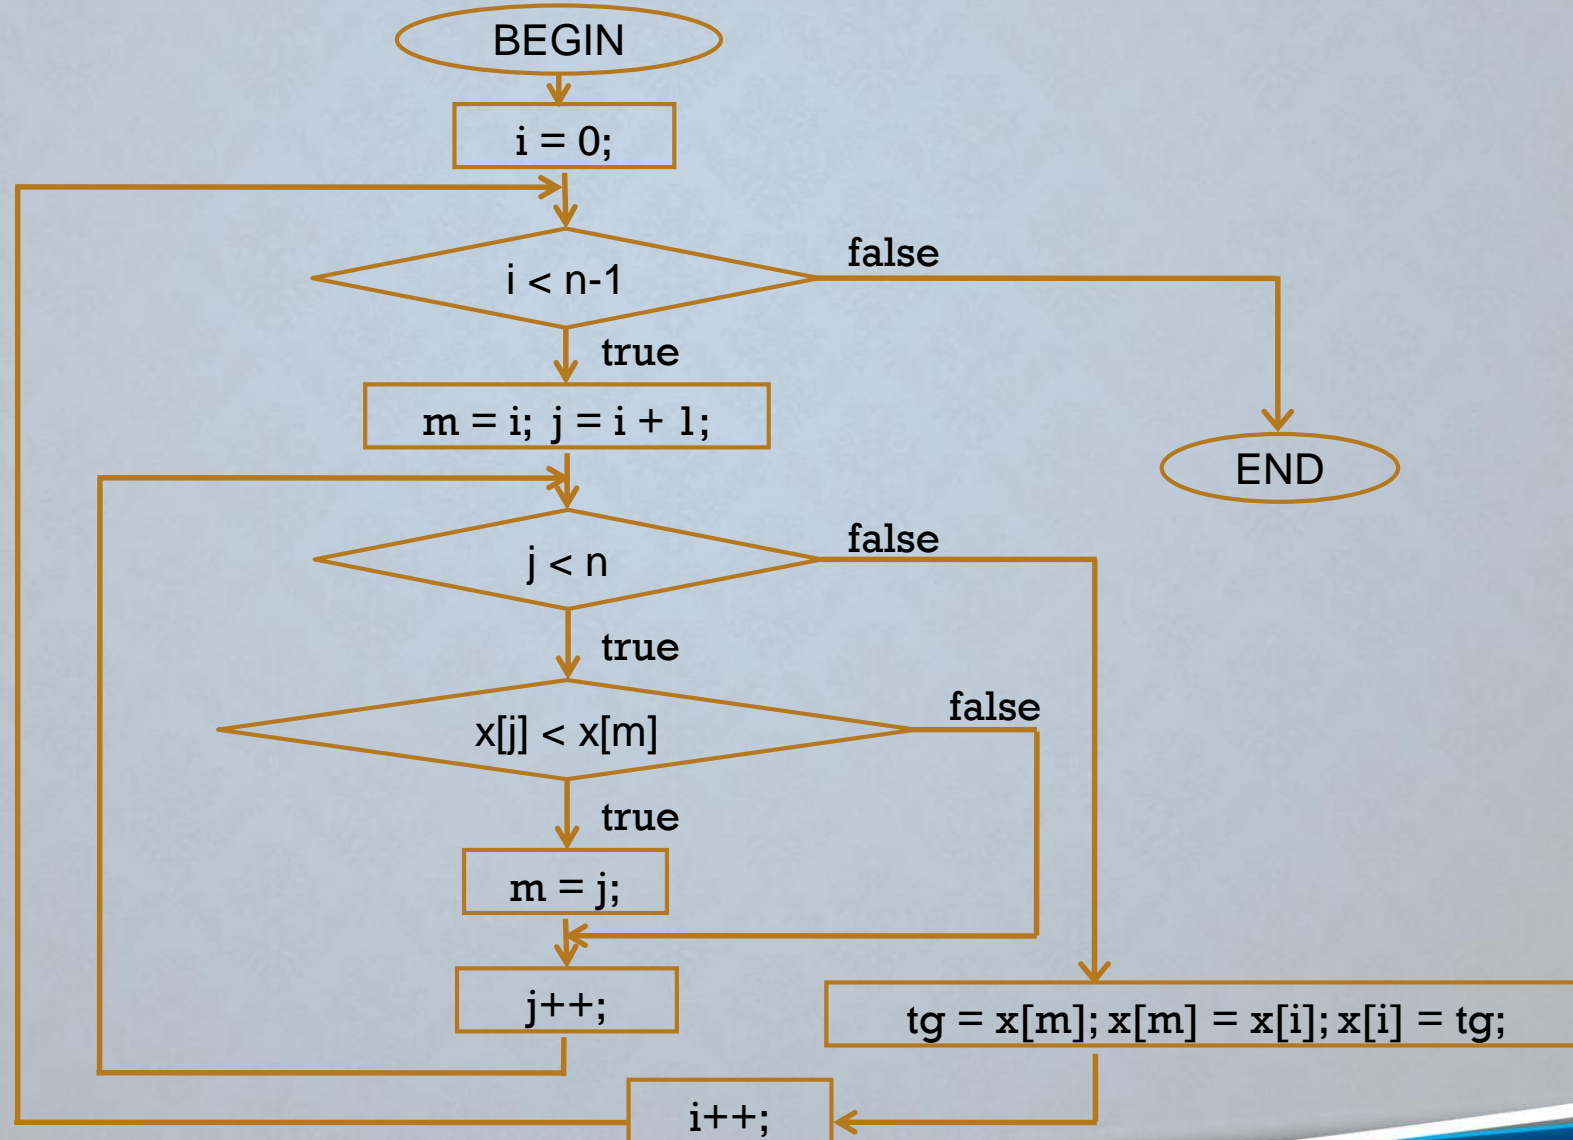 BEGIN
i = 0;
i < n-1
false
true
m = i; j = i + 1;
END
j < n
false
true
x[j] < x[m]
false
true
m = j;
j++;
tg = x[m]; x[m] = x[i]; x[i] = tg;
i++;